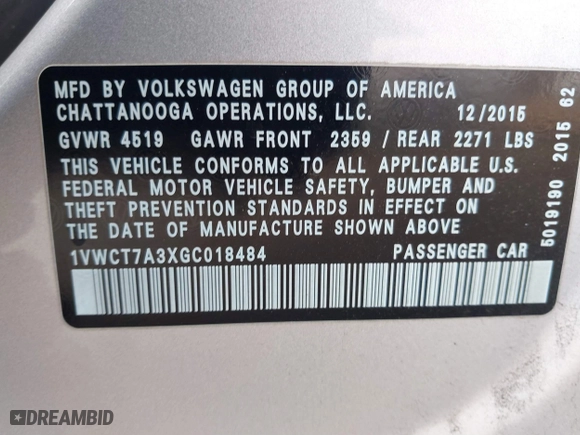 MFD BY VOLKSWAGEN GROUP OF AMERICA
CHATTANOOGA OPERATIONS, LLC. 12/2015
GVWR 4519 GAWR FRONT 2359 / REAR 2271 LBS
THIS VEHICLE CONFORMS TO ALL APPLICABLE U.S.
FEDERAL MOTOR VEHICLE SAFETY, BUMPER AND
THEFT PREVENTION STANDARDS IN EFFECT ON
THE DATE OF MANUFACTURE SHOWN ABOVE
1VWCT7A3XGC018484 PASSENGER CAR
5019190 2015 62
DREAMBID